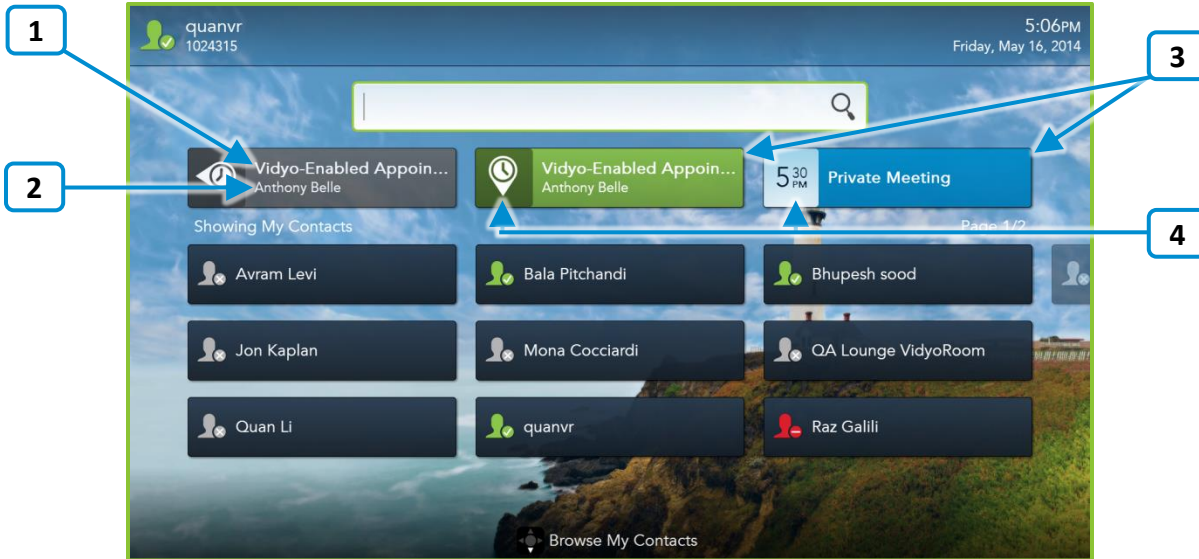 1
quanvr
1024315
5:06PM
Friday, May 16, 2014
3
Vidyo-Enabled Appoin...
Anthony Belle
Vidyo-Enabled Appoin...
Anthony Belle
5 30 PM
Private Meeting
2
Showing My Contacts
Page 1/2
4
Avram Levi
Bala Pitchandi
Bhupesh sood
Jon Kaplan
Mona Cocciardi
QA Lounge VidyoRoom
Quan Li
quanvr
Raz Galili
Browse My Contacts